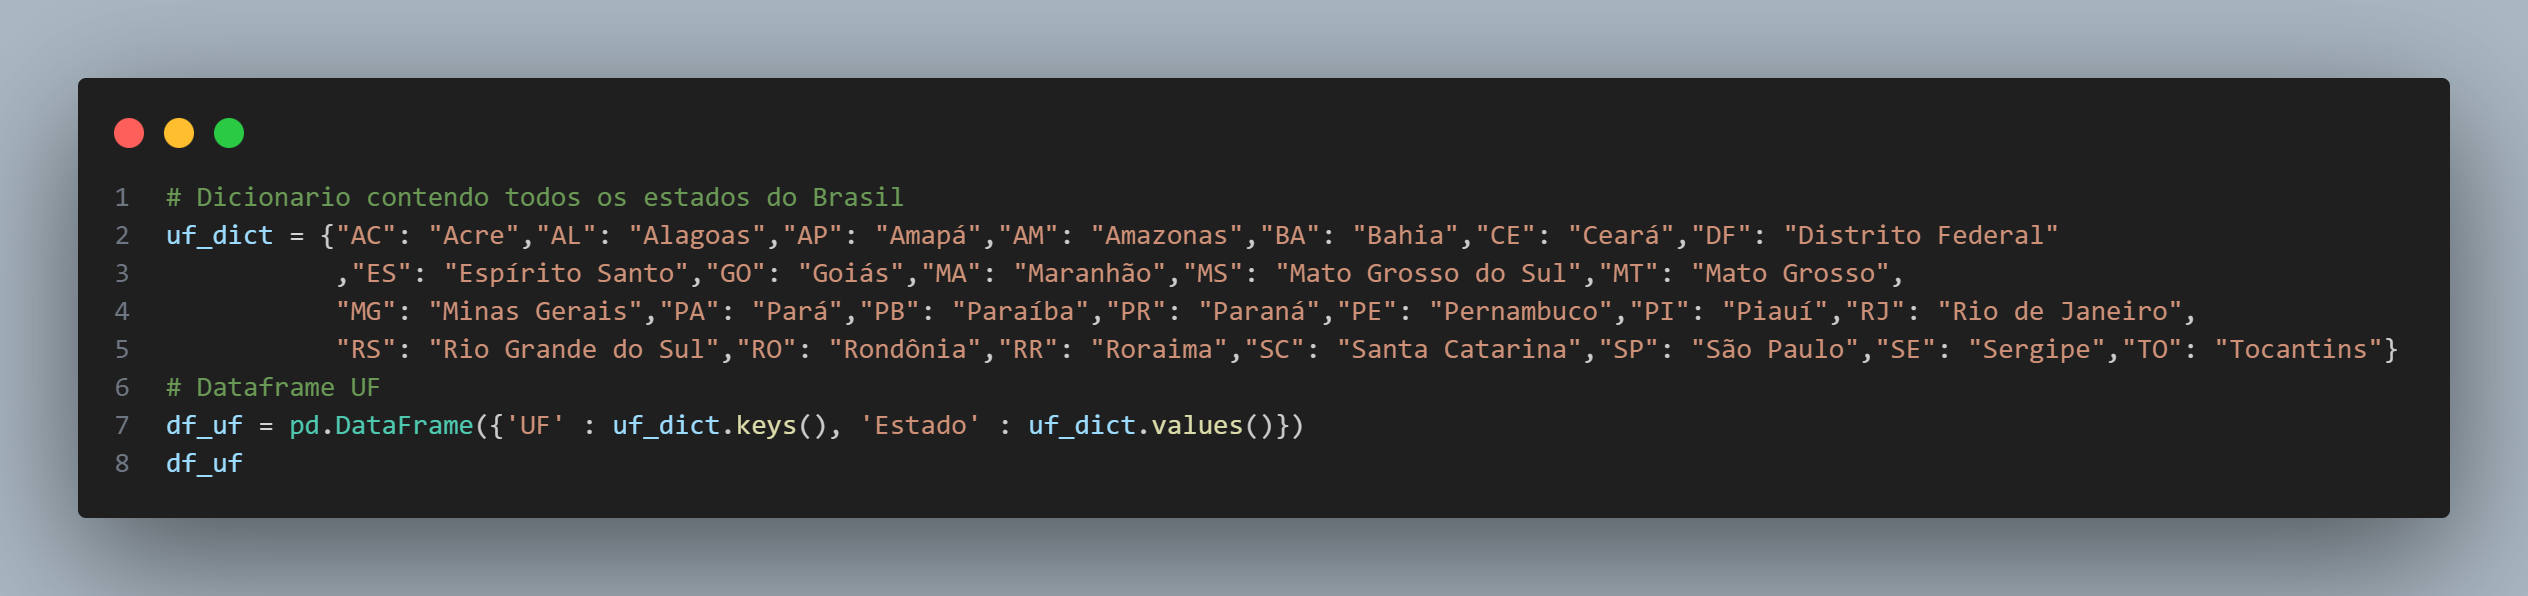 1 # Dicionario contendo todos os estados do Brasil
2 uf_dict = {"AC": "Acre","AL": "Alagoas","AP": "Amapá","AM": "Amazonas","BA": "Bahia","CE": "Ceará","DF": "Distrito Federal"
3 ,"ES": "Espírito Santo","GO": "Goiás","MA": "Maranhão","MS": "Mato Grosso do Sul","MT": "Mato Grosso",
4 "MG": "Minas Gerais","PA": "Pará","PB": "Paraíba","PR": "Paraná","PE": "Pernambuco","PI": "Piauí","RJ": "Rio de Janeiro",
5 "RS": "Rio Grande do Sul","RO": "Rondônia","RR": "Roraima","SC": "Santa Catarina","SP": "São Paulo","SE": "Sergipe","TO": "Tocantins"}
6 # Dataframe UF
7 df_uf = pd.DataFrame({'UF' : uf_dict.keys(), 'Estado' : uf_dict.values()})
8 df_uf